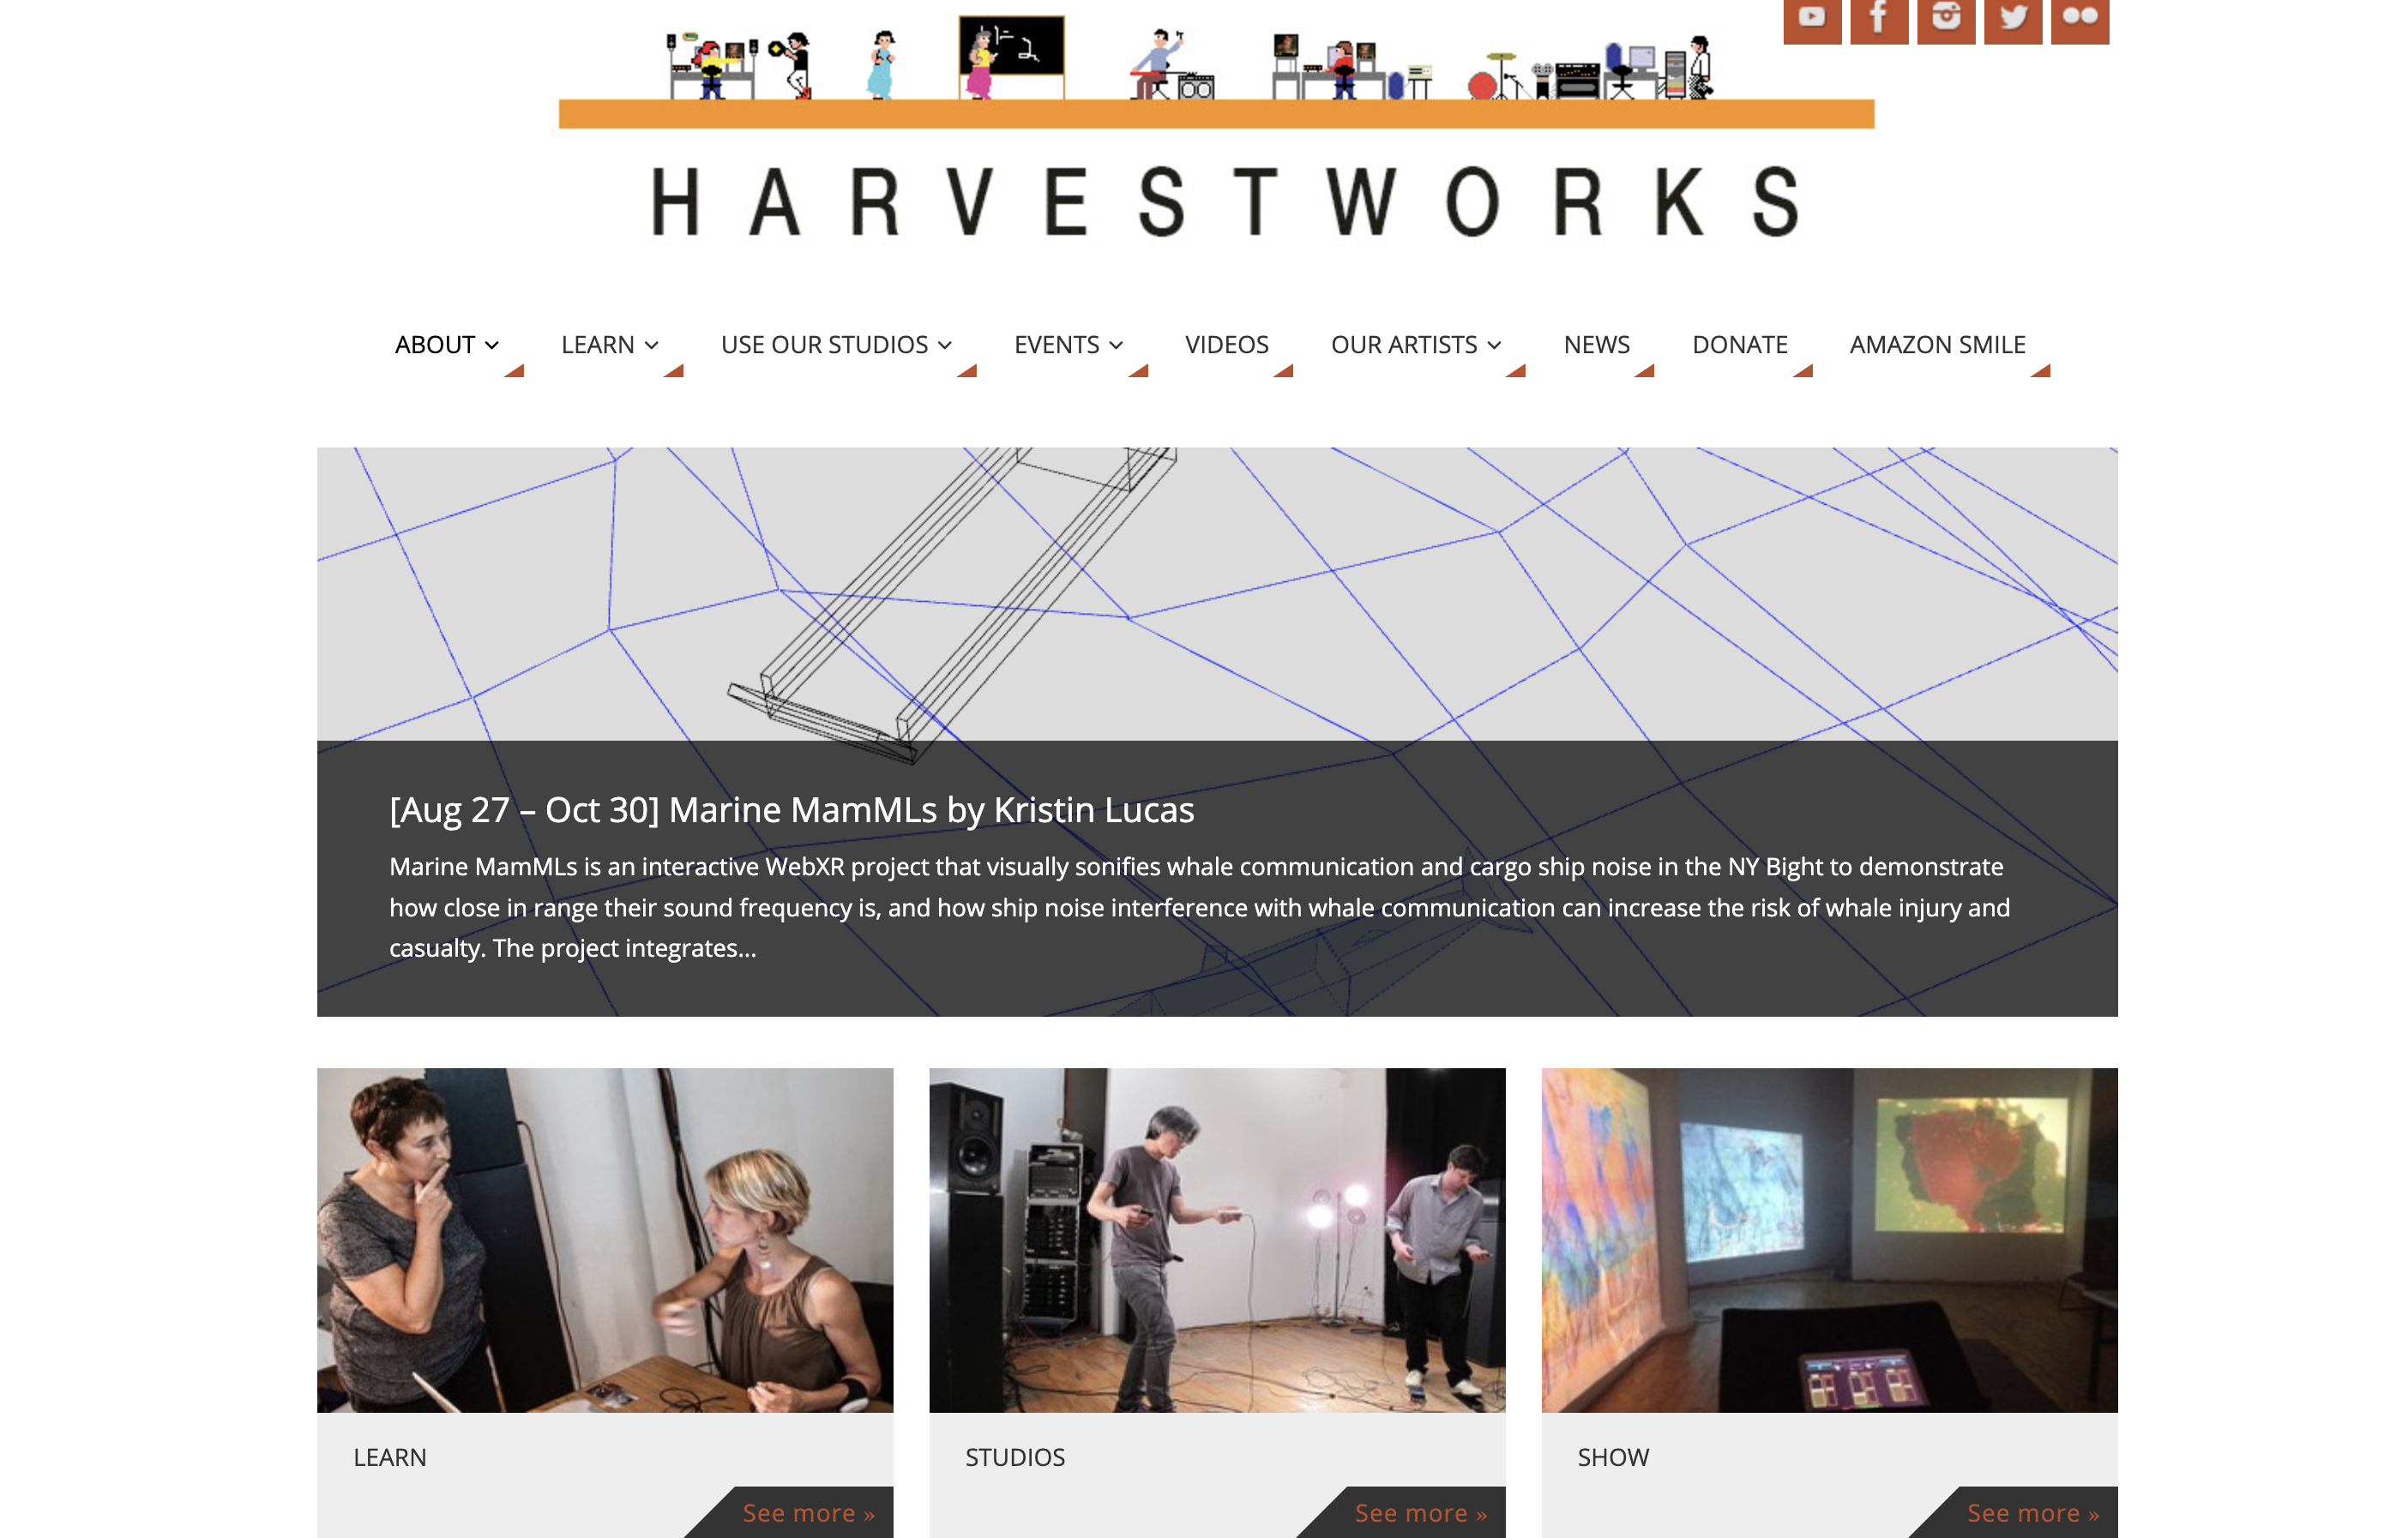 HARVESTWORKS
ABOUT
LEARN
USE OUR STUDIOS
EVENTS
VIDEOS
OUR ARTISTS
NEWS
DONATE
AMAZON SMILE
[Aug 27 – Oct 30] Marine MamMLs by Kristin Lucas
Marine MamMLs is an interactive WebXR project that visually sonifies whale communication and cargo ship noise in the NY Bight to demonstrate
how close in range their sound frequency is, and how ship noise interference with whale communication can increase the risk of whale injury and
casualty. The project integrates...
LEARN
See more »
STUDIOS
See more »
SHOW
See more »